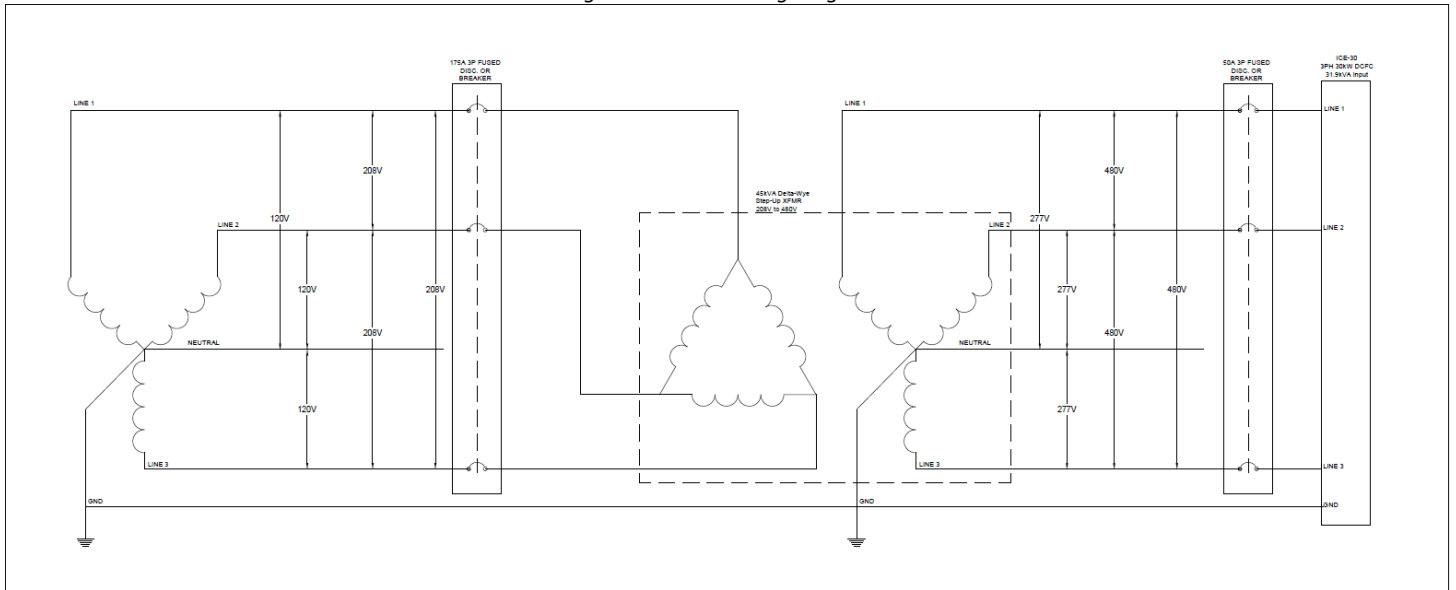 175A 3P FUSED
DISC. OR
BREAKER
50A 3P FUSED
DISC. OR
BREAKER
ICE-30
3PH 30kW DCFC
31.9kVA Input
LINE 1
LINE 1
LINE 1
208V
480V
45kVA Delta-Wye
Step-Up XFMR
208V to 480V
120V
277V
LINE 2
LINE 2
LINE 2
120V
208V
277V
480V
208V
480V
NEUTRAL
NEUTRAL
120V
277V
LINE 3
LINE 3
LINE 3
GND
GND
GND